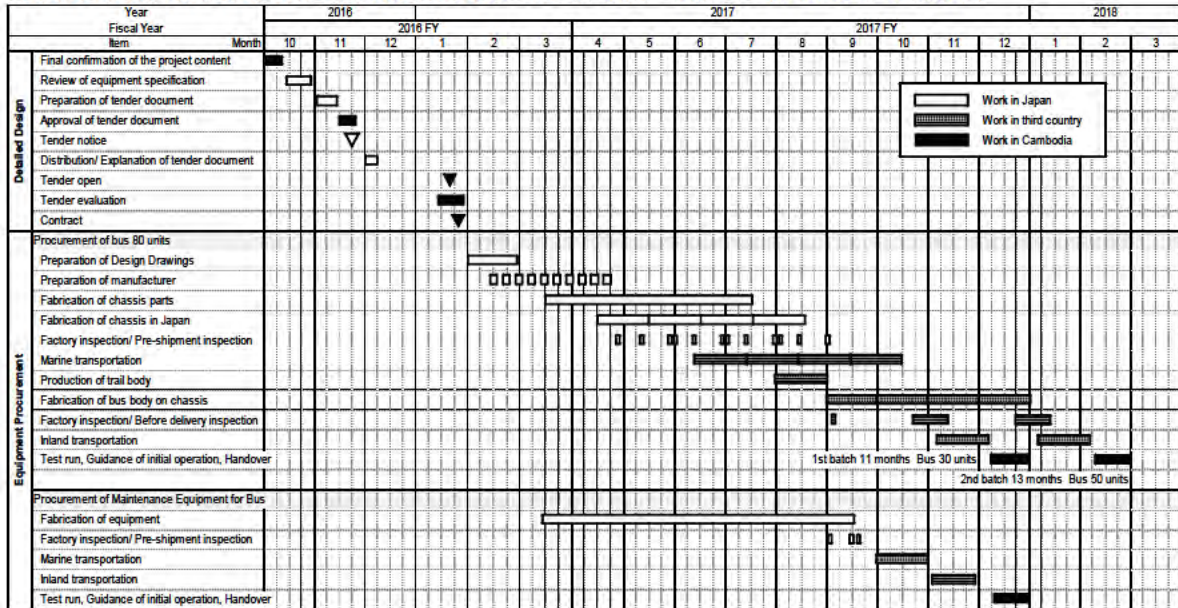 Year 2016 2017 2018
Fiscal Year 2016 FY 2017 FY
Item Month 10 11 12 1 2 3 4 5 6 7 8 9 10 11 12 1 2 3
Detailed Design
Final confirmation of the project content
Review of equipment specification
Preparation of tender document
Approval of tender document
Tender notice
Distribution/ Explanation of tender document
Tender open
Tender evaluation
Contract
Work in Japan
Work in third country
Work in Cambodia
Equipment Procurement
Procurement of bus 80 units
Preparation of Design Drawings
Preparation of manufacturer
Fabrication of chassis parts
Fabrication of chassis in Japan
Factory inspection/ Pre-shipment inspection
Marine transportation
Production of trail body
Fabrication of bus body on chassis
Factory inspection/ Before delivery inspection
Inland transportation
Test run, Guidance of initial operation, Handover 1st batch 11 months Bus 30 units
2nd batch 13 months Bus 50 units
Procurement of Maintenance Equipment for Bus
Fabrication of equipment
Factory inspection/ Pre-shipment inspection
Marine transportation
Inland transportation
Test run, Guidance of initial operation, Handover